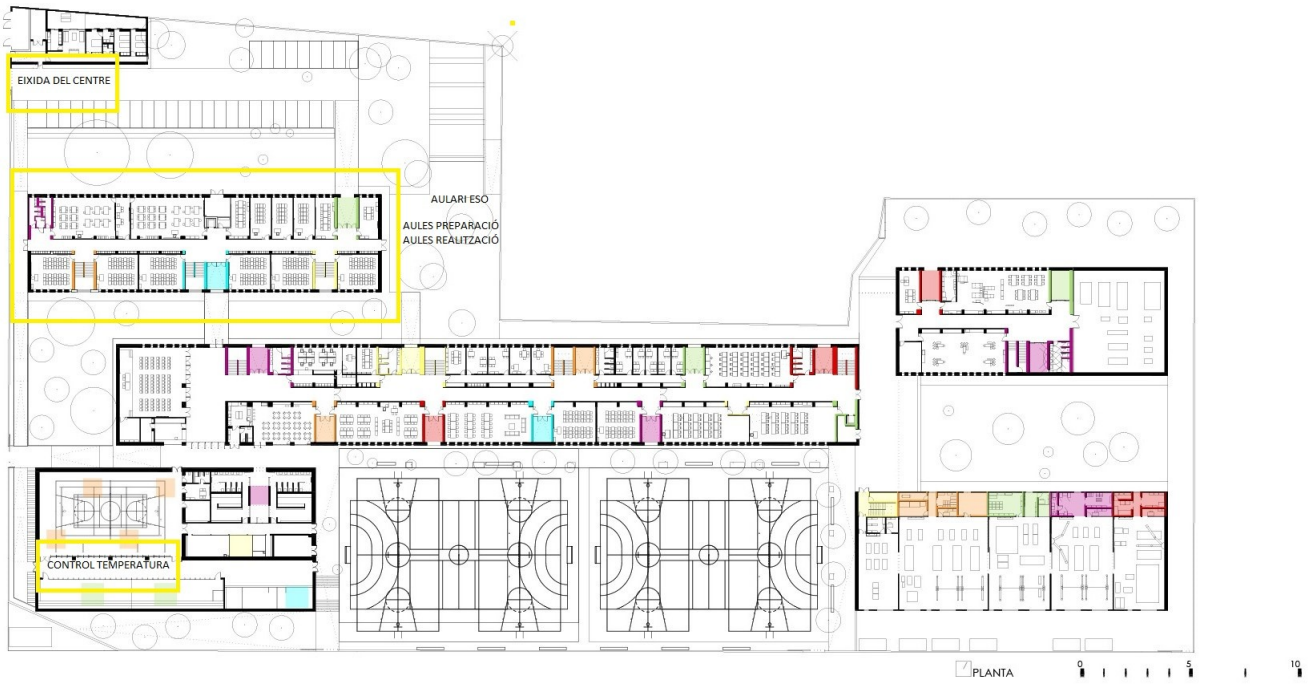 EIXIDA DEL CENTRE
AULARI ESO
AULES PREPARACIÓ
AULES REALITZACIÓ
CONTROL TEMPERATURA
PLANTA
0 5 10